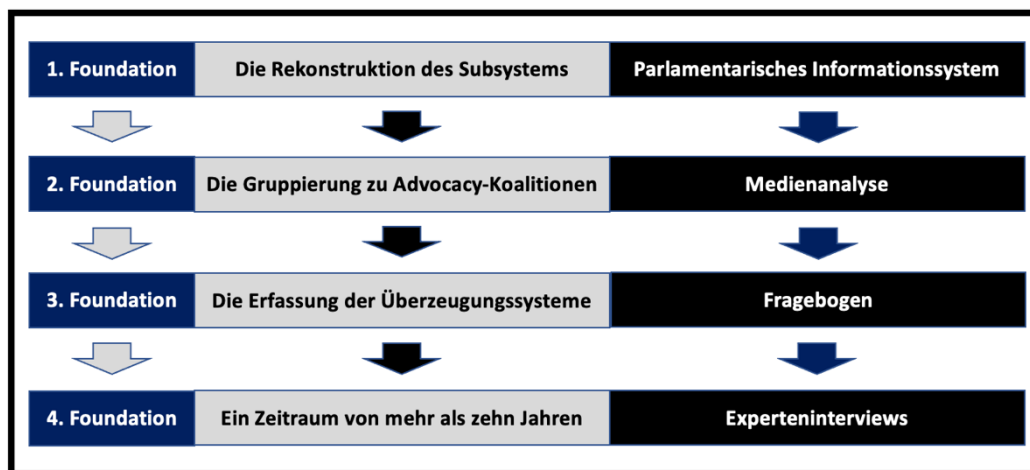 1. Foundation Die Rekonstruktion des Subsystems Parlamentarisches Informationssystem
2. Foundation Die Gruppierung zu Advocacy-Koalitionen Medienanalyse
3. Foundation Die Erfassung der Überzeugungssysteme Fragebogen
4. Foundation Ein Zeitraum von mehr als zehn Jahren Experteninterviews